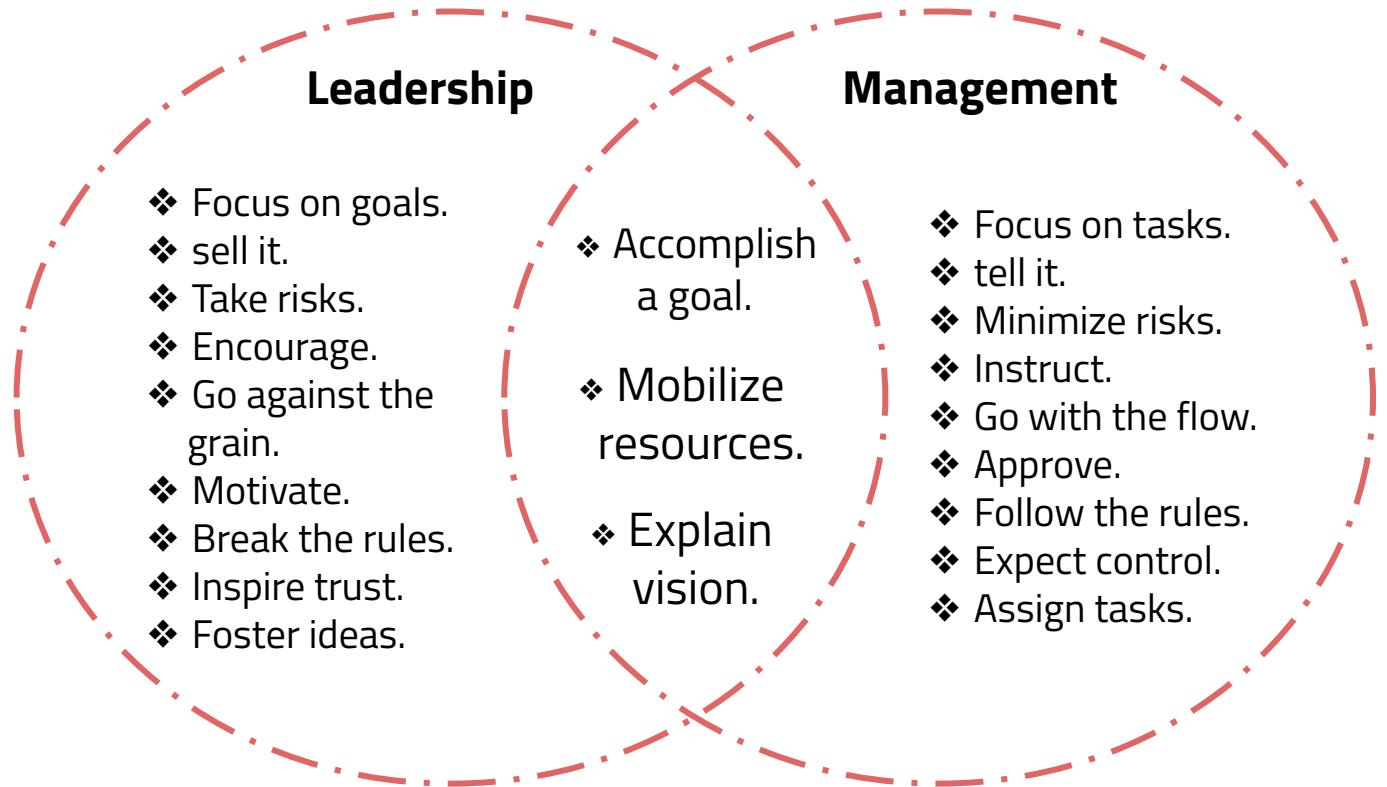 Leadership
❖ Focus on goals.
❖ sell it.
❖ Take risks.
❖ Encourage.
❖ Go against the
grain.
❖ Motivate.
❖ Break the rules.
❖ Inspire trust.
❖ Foster ideas.
❖ Accomplish
a goal.
❖ Mobilize
resources.
❖ Explain
vision.
Management
❖ Focus on tasks.
❖ tell it.
❖ Minimize risks.
❖ Instruct.
❖ Go with the flow.
❖ Approve.
❖ Follow the rules.
❖ Expect control.
❖ Assign tasks.